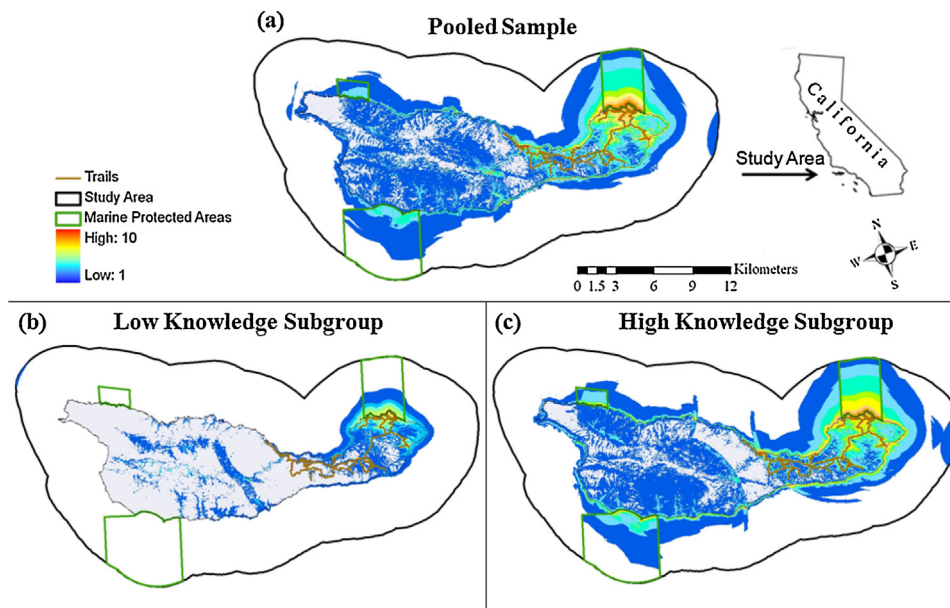 (a)
Pooled Sample
California
Study Area
Trails
Study Area
Marine Protected Areas
High: 10
Low: 1
N
E
W
S
Kilometers
0 1.5 3 6 9 12
(b)
Low Knowledge Subgroup
(c)
High Knowledge Subgroup